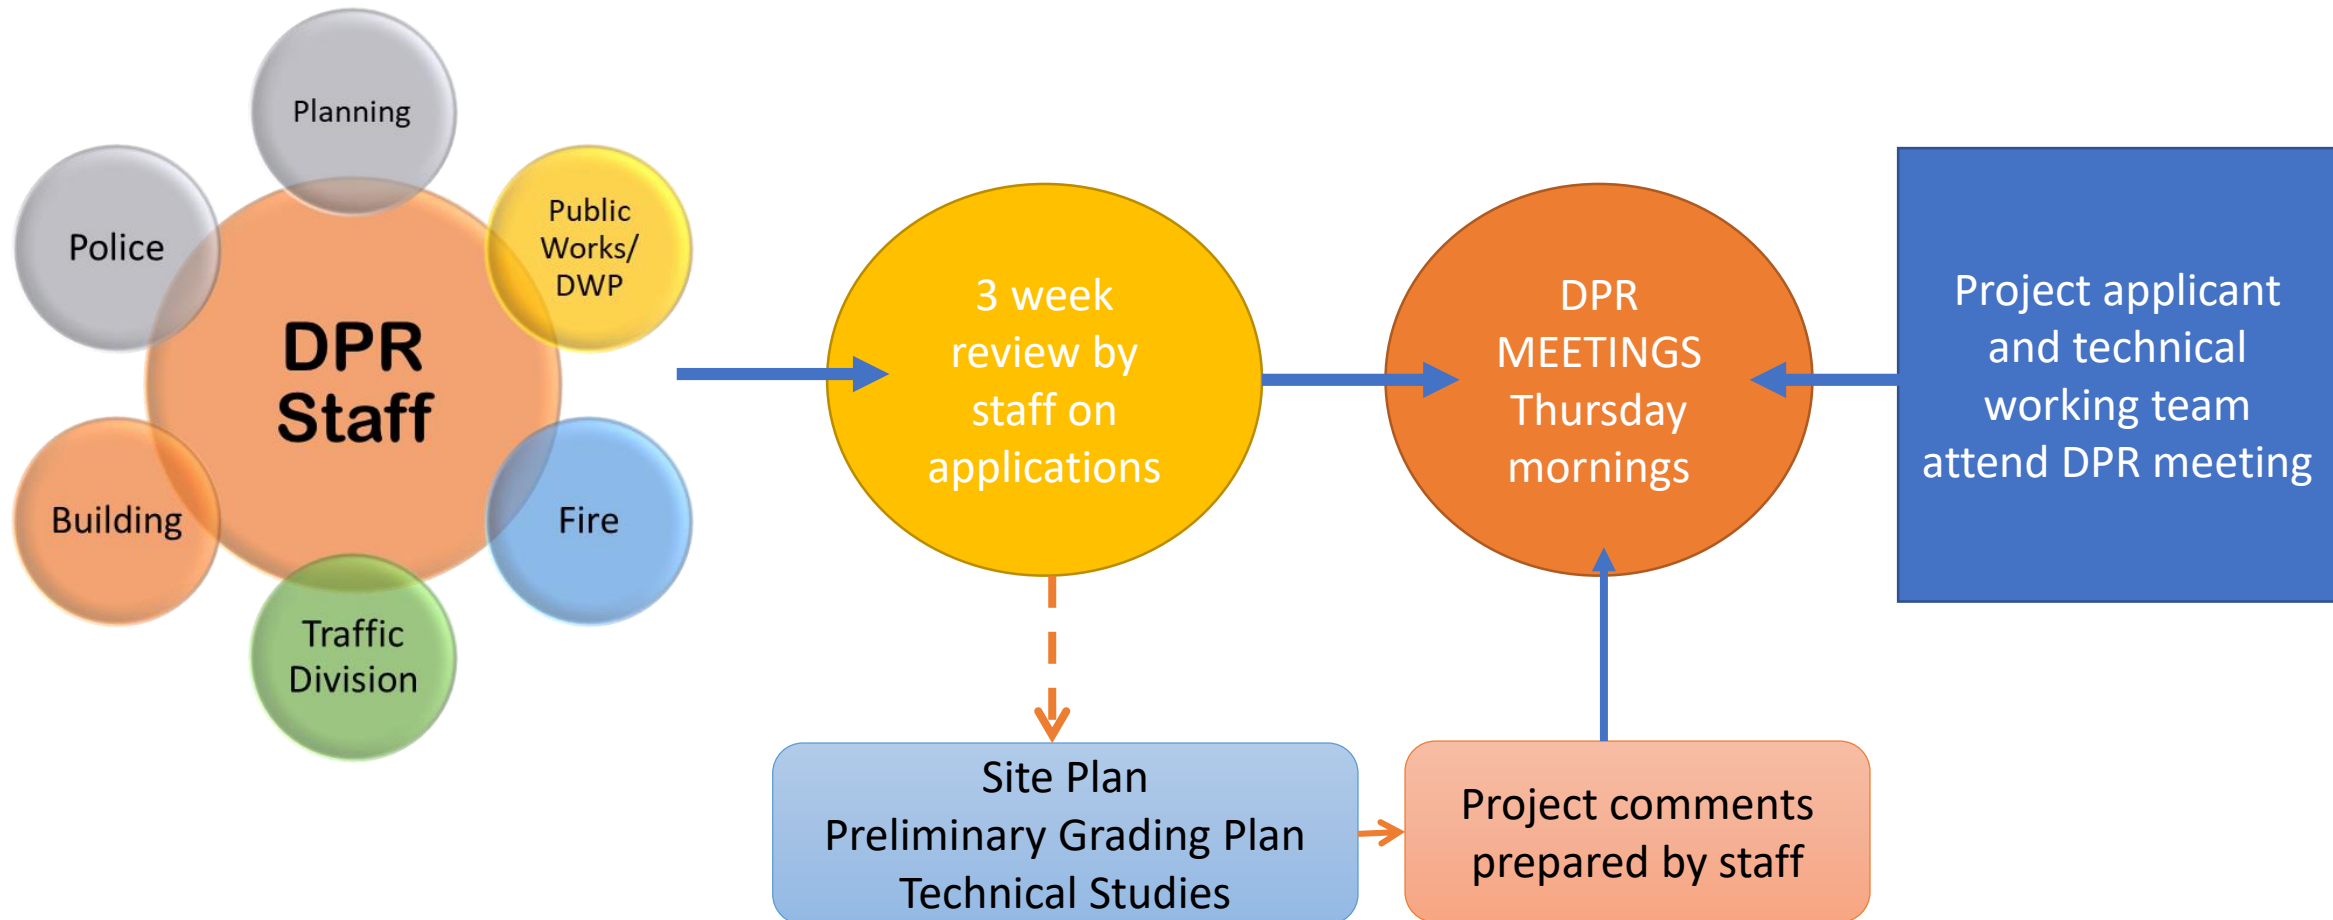 Planning
Police
Public
Works/
DWP
DPR
Staff
Building
Fire
Traffic
Division
3 week
review by
staff on
applications
DPR
MEETINGS
Thursday
mornings
Project applicant
and technical
working team
attend DPR meeting
Site Plan
Preliminary Grading Plan
Technical Studies
Project comments
prepared by staff